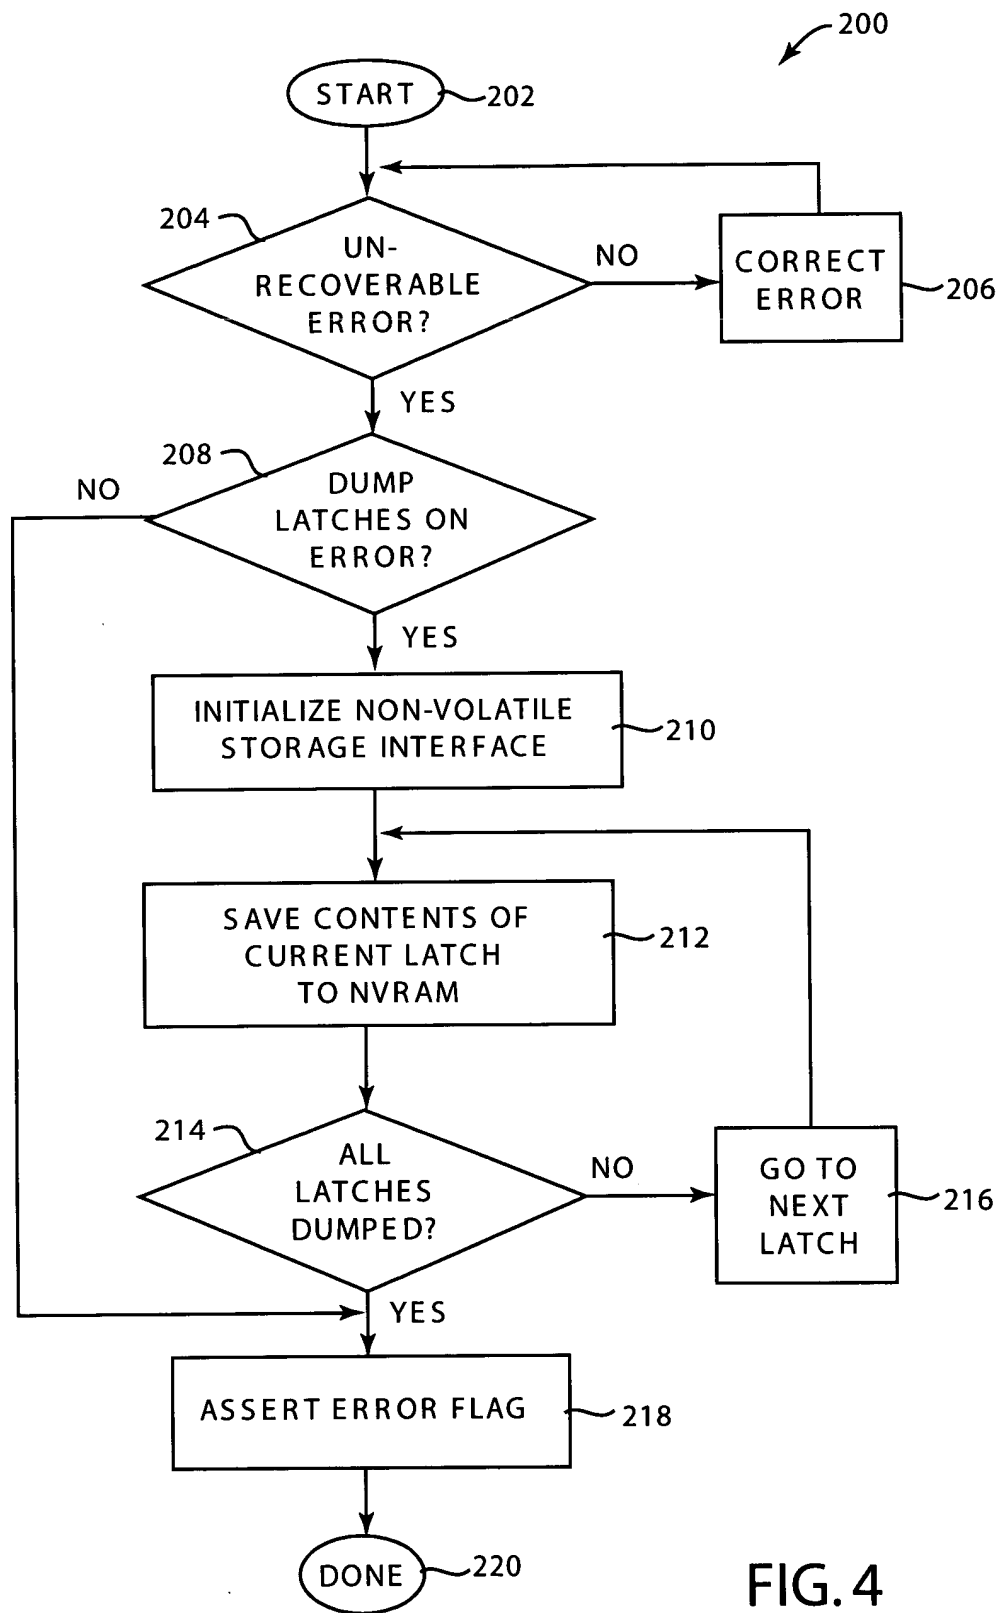 200
START
202
204
UN-
RECOVERABLE
ERROR?
NO
CORRECT
ERROR
206
YES
208
NO
DUMP
LATCHES ON
ERROR?
YES
INITIALIZE NON-VOLATILE
STORAGE INTERFACE
210
SAVE CONTENTS OF
CURRENT LATCH
TO NVRAM
212
214
ALL
LATCHES
DUMPED?
NO
GO TO
NEXT
LATCH
216
YES
ASSERT ERROR FLAG
218
DONE
220
FIG. 4